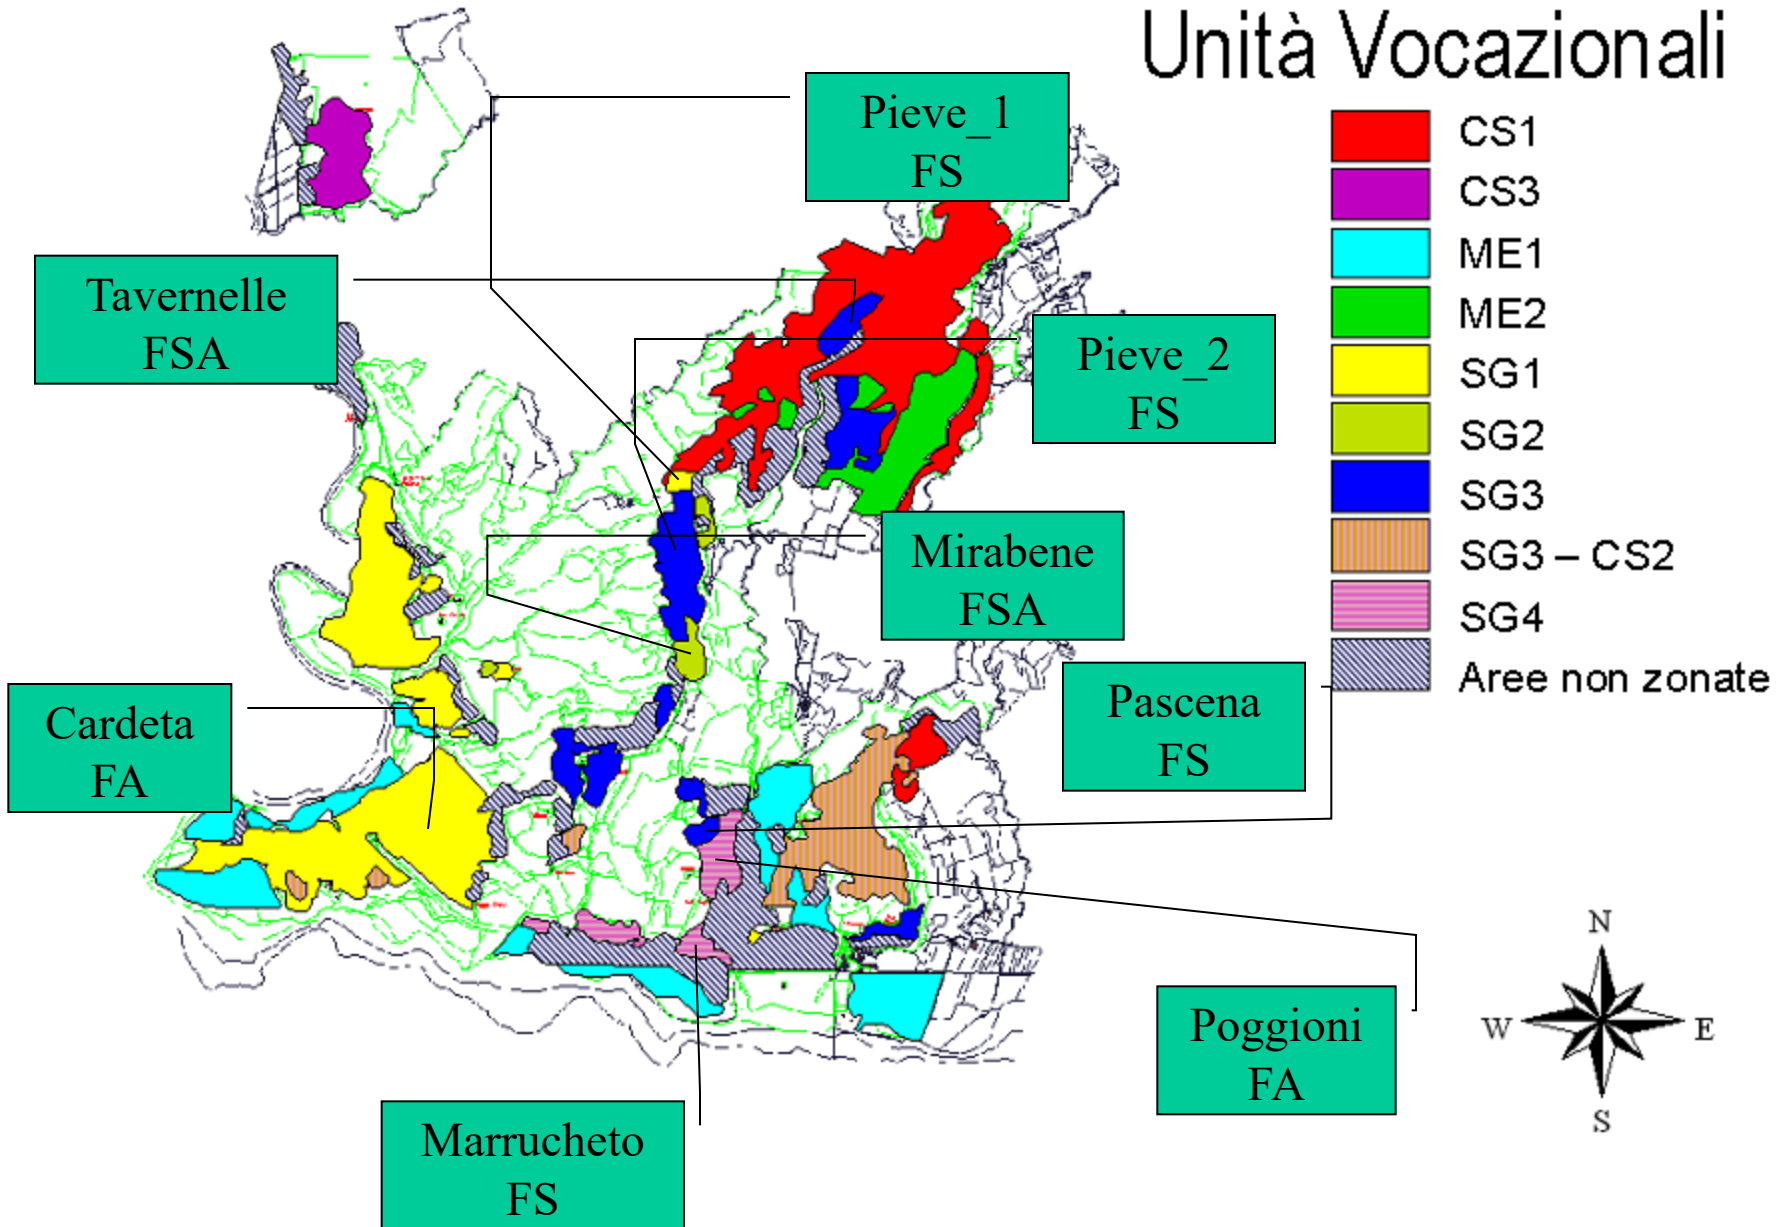 Unità Vocazionali
Pieve_1
FS
CS1
CS3
ME1
ME2
SG1
SG2
SG3
SG3 – CS2
SG4
Aree non zonate
Tavernelle
FSA
Pieve_2
FS
Mirabene
FSA
Pascena
FS
Cardeta
FA
Poggioni
FA
Marrucheto
FS
N
W
E
S